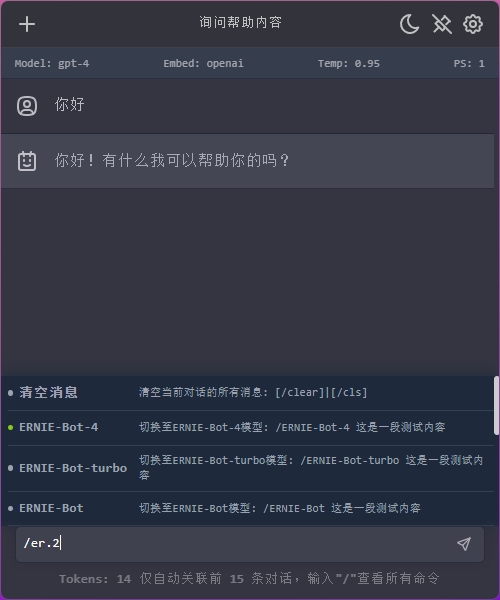 询问帮助内容
Model: gpt-4 Embed: openai Temp: 0.95 PS: 1
你好
你好！有什么我可以帮助你的吗？
清空消息 清空当前对话的所有消息: [/clear]|[/cls]
ERNIE-Bot-4 切换至ERNIE-Bot-4模型: /ERNIE-Bot-4 这是一段测试内容
ERNIE-Bot-turbo 切换至ERNIE-Bot-turbo模型: /ERNIE-Bot-turbo 这是一段测试内
容
ERNIE-Bot 切换至ERNIE-Bot模型: /ERNIE-Bot 这是一段测试内容
/er.2
Tokens: 14 仅自动关联前 15 条对话，输入"/"查看所有命令